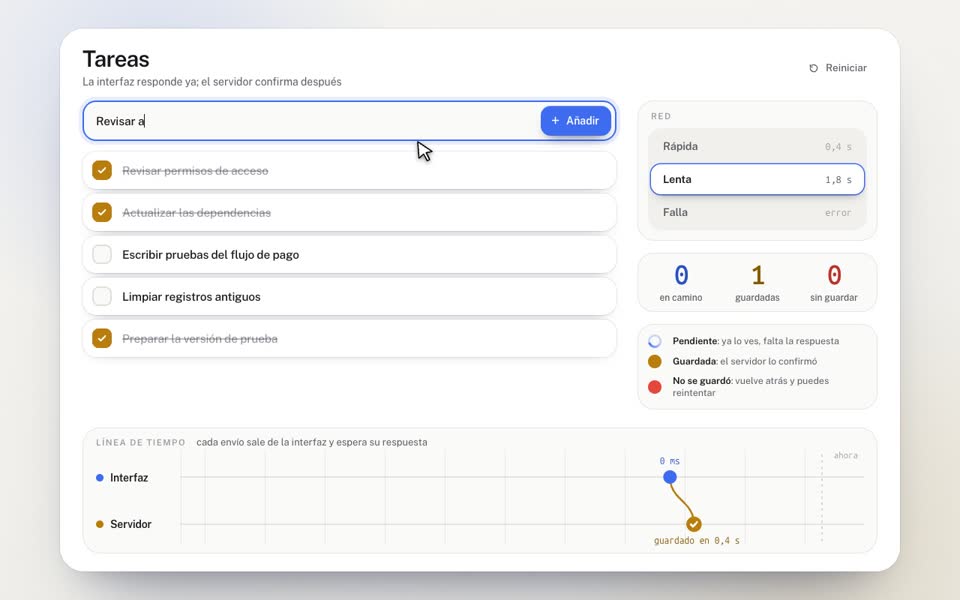 Tareas
La interfaz responde ya; el servidor confirma después
Reiniciar
Revisar a
+ Añadir
Revisar permisos de acceso
Actualizar las dependencias
Escribir pruebas del flujo de pago
Limpiar registros antiguos
Preparar la versión de prueba
RED
Rápida 0,4 s
Lenta 1,8 s
Falla error
0 1 0
en camino guardadas sin guardar
Pendiente: ya lo ves, falta la respuesta
Guardada: el servidor lo confirmó
No se guardó: vuelve atrás y puedes
reintentar
LÍNEA DE TIEMPO cada envío sale de la interfaz y espera su respuesta
ahora
0 ms
Interfaz
Servidor
guardado en 0,4 s